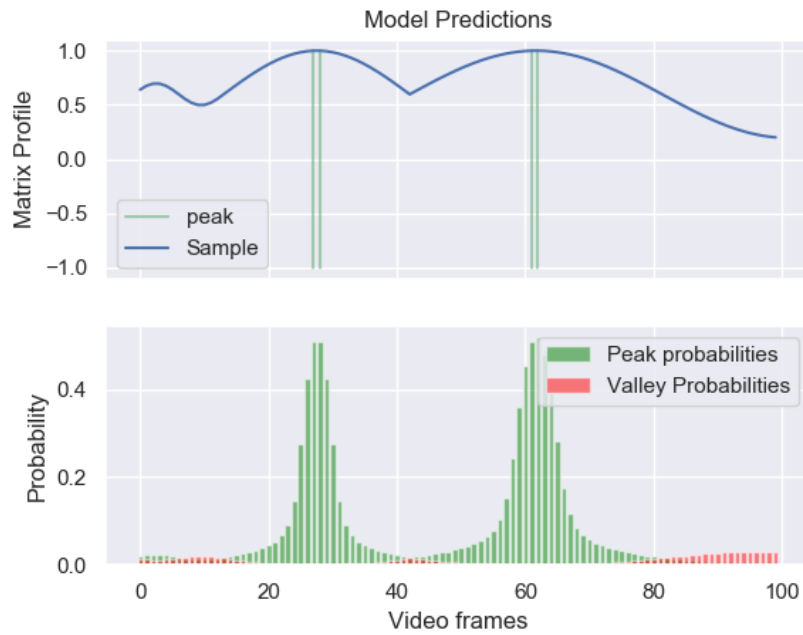 Model Predictions
Matrix Profile
1.0
0.5
0.0
−0.5
−1.0
peak
Sample
Probability
0.4
0.2
0.0
Peak probabilities
Valley Probabilities
0 20 40 60 80 100
Video frames